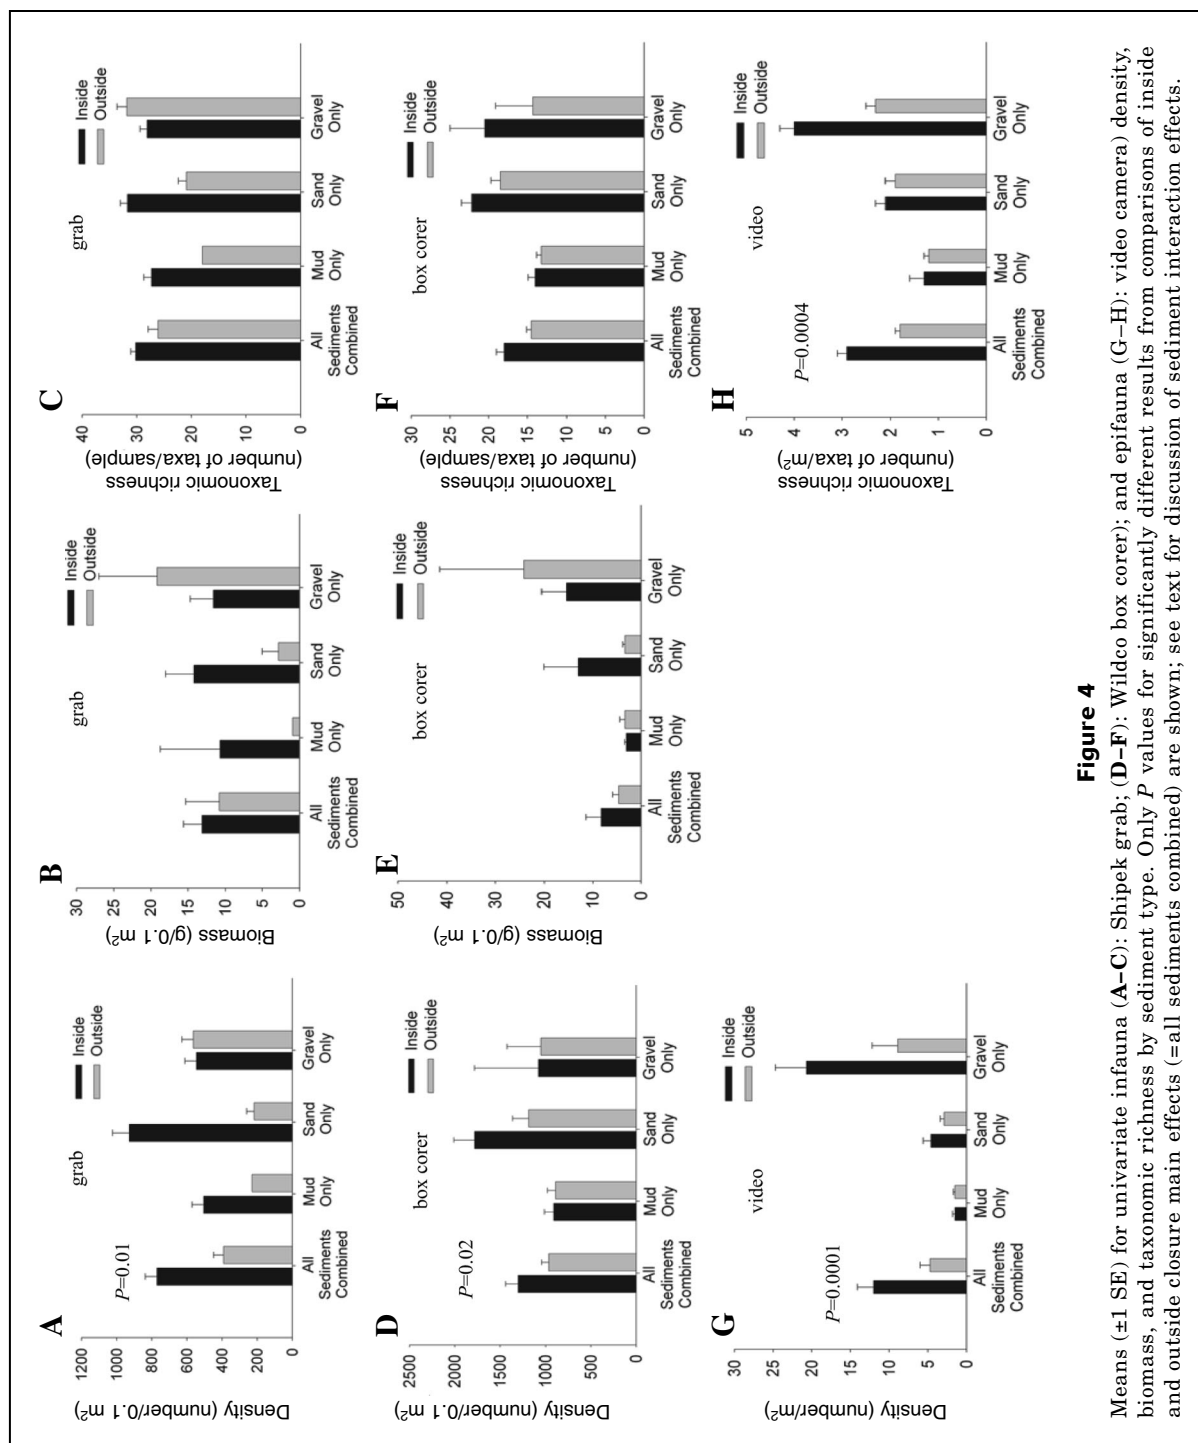 A
grab
P=0.01
Inside
Outside
Density (number/0.1 m²)
1200
1000
800
600
400
200
0
All
Sediments
Combined
Mud
Only
Sand
Only
Gravel
Only
B
grab
Inside
Outside
Biomass (g/0.1 m²)
30
25
20
15
10
5
0
All
Sediments
Combined
Mud
Only
Sand
Only
Gravel
Only
C
grab
Inside
Outside
Taxonomic richness
(number of taxa/sample)
40
30
20
10
0
All
Sediments
Combined
Mud
Only
Sand
Only
Gravel
Only
D
box corer
P=0.02
Inside
Outside
Density (number/0.1 m²)
2500
2000
1500
1000
500
0
All
Sediments
Combined
Mud
Only
Sand
Only
Gravel
Only
E
box corer
Inside
Outside
Biomass (g/0.1 m²)
50
40
30
20
10
0
All
Sediments
Combined
Mud
Only
Sand
Only
Gravel
Only
F
box corer
Inside
Outside
Taxonomic richness
(number of taxa/sample)
30
25
20
15
10
5
0
All
Sediments
Combined
Mud
Only
Sand
Only
Gravel
Only
G
video
P=0.0001
Inside
Outside
Density (number/m²)
30
25
20
15
10
5
0
All
Sediments
Combined
Mud
Only
Sand
Only
Gravel
Only
H
video
P=0.0004
Inside
Outside
Taxonomic richness
(number of taxa/m²)
5
4
3
2
1
0
All
Sediments
Combined
Mud
Only
Sand
Only
Gravel
Only
Figure 4
Means (±1 SE) for univariate infauna (A–C): Shipek grab; (D–F): Wildco box corer); and epifauna (G–H): video camera) density,
biomass, and taxonomic richness by sediment type. Only P values for significantly different results from comparisons of inside
and outside closure main effects (=all sediments combined) are shown; see text for discussion of sediment interaction effects.